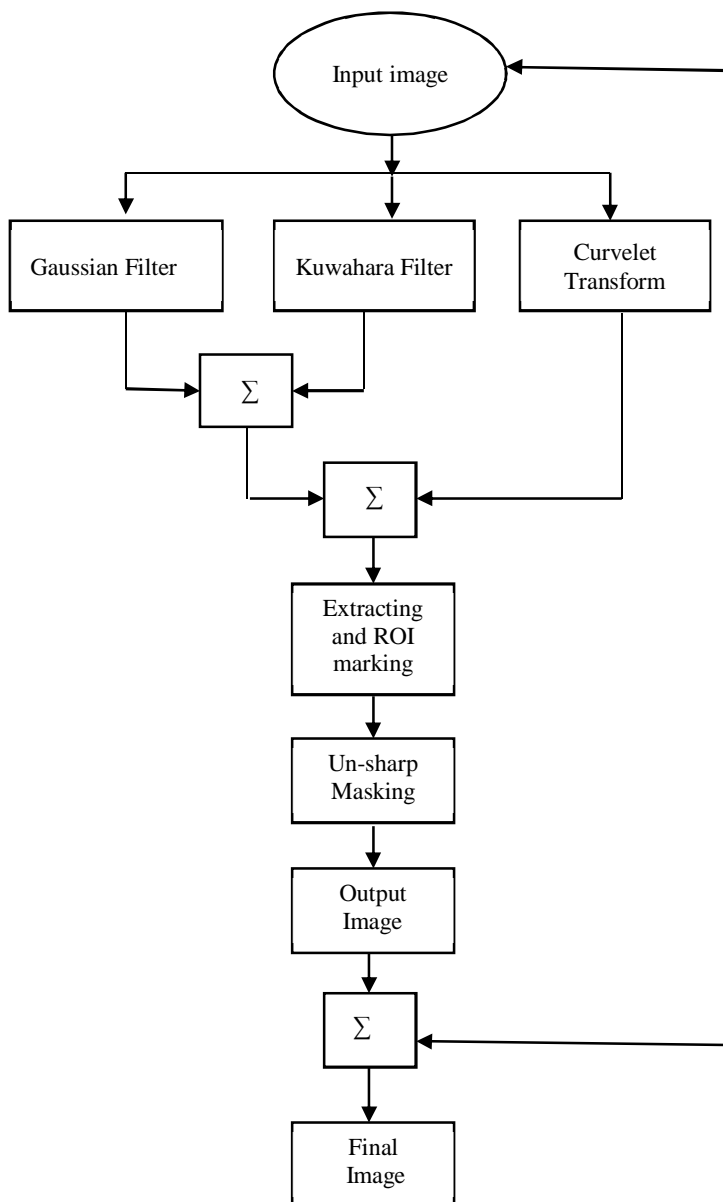 Input image
Gaussian Filter
Kuwahara Filter
Curvelet
Transform
∑
∑
Extracting
and ROI
marking
Un-sharp
Masking
Output
Image
∑
Final
Image